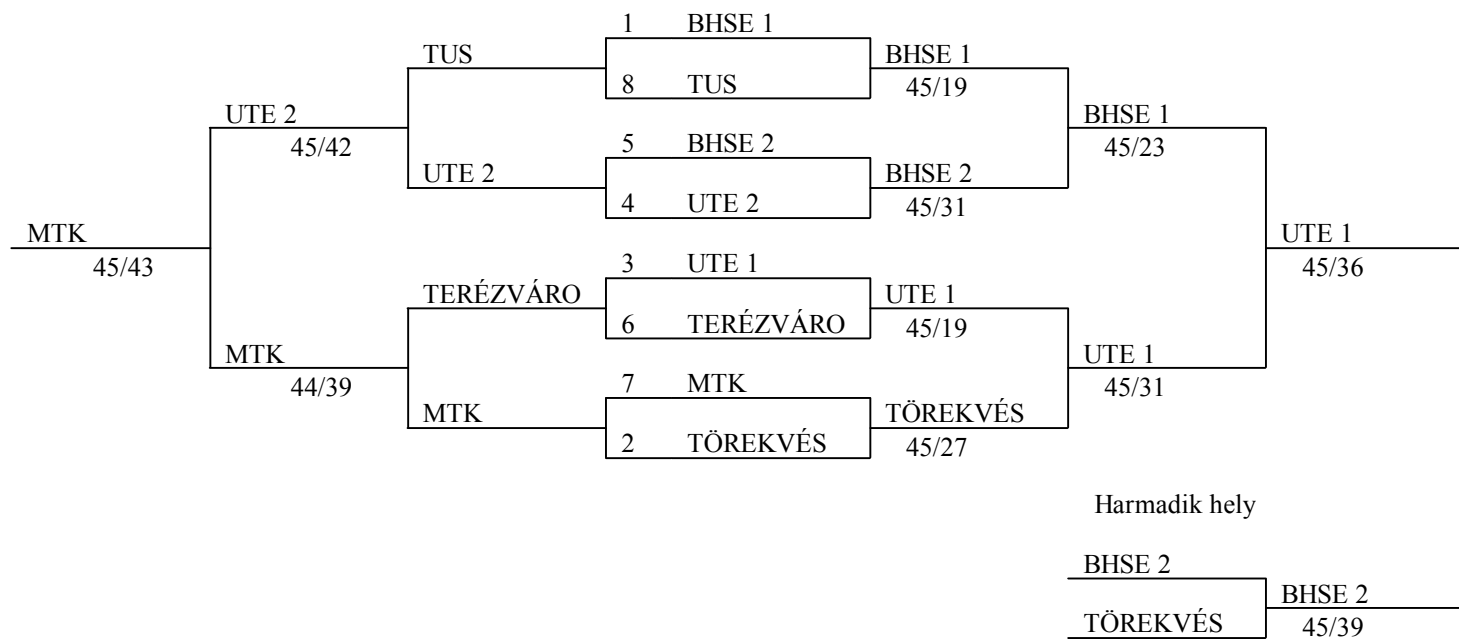 1 BHSE 1
TUS BHSE 1
8 TUS 45/19
UTE 2 BHSE 1
45/42 5 BHSE 2 45/23
UTE 2 BHSE 2
4 UTE 2 45/31
MTK UTE 1
45/43 3 UTE 1 45/36
TERÉZVÁRO UTE 1
6 TERÉZVÁRO 45/19
MTK UTE 1
44/39 7 MTK 45/31
MTK TÖREKVÉS
2 TÖREKVÉS 45/27
Harmadik hely
BHSE 2
BHSE 2
TÖREKVÉS 45/39